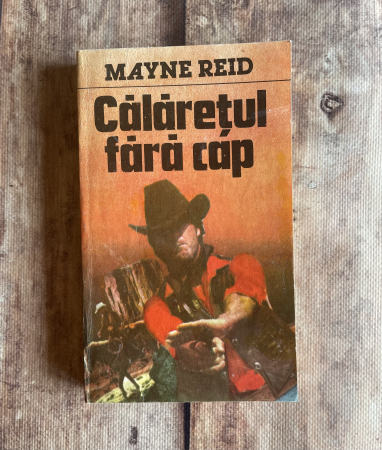 MAYNE REID
Călărețul
fără cap